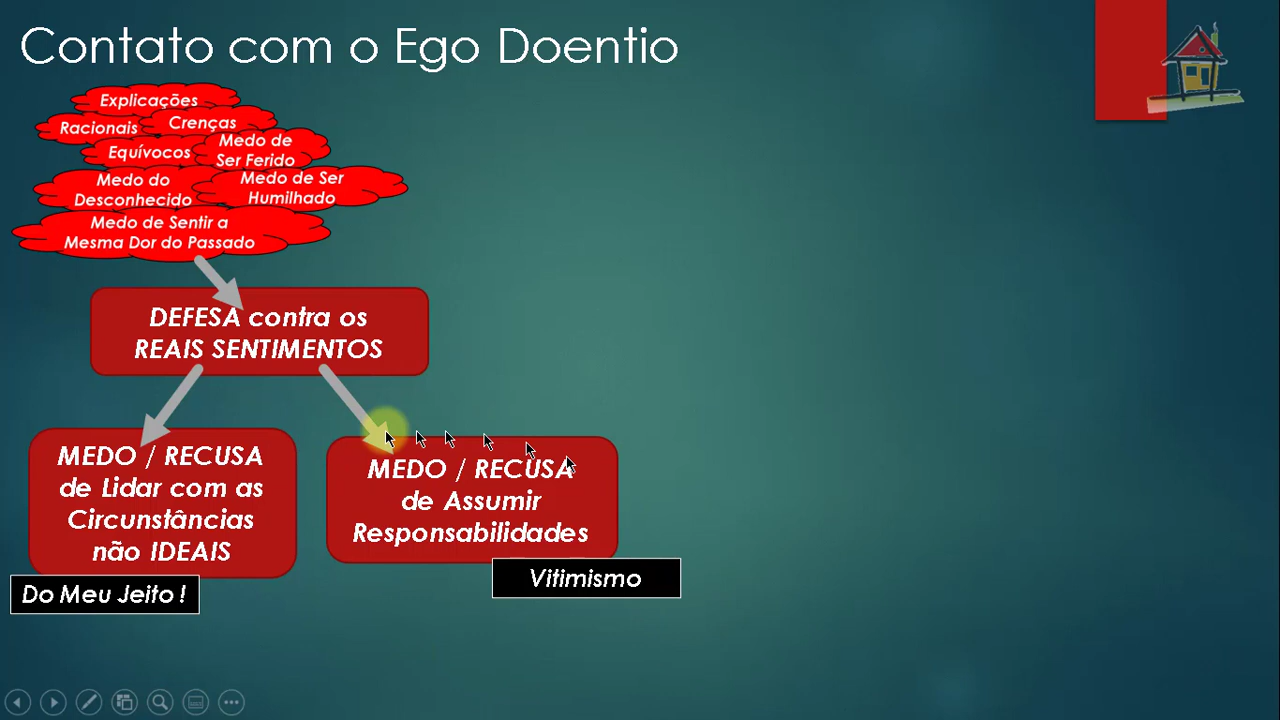 Contato com o Ego Doentio
Explicações
Racionais
Crenças
Equívocos
Medo de
Ser Ferido
Medo do
Desconhecido
Medo de Ser
Humilhado
Medo de Sentir a
Mesma Dor do Passado
DEFESA contra os
REAIS SENTIMENTOS
MEDO / RECUSA
de Lidar com as
Circunstâncias
não IDEAIS
Do Meu Jeito !
MEDO / RECUSA
de Assumir
Responsabilidades
Vitimismo